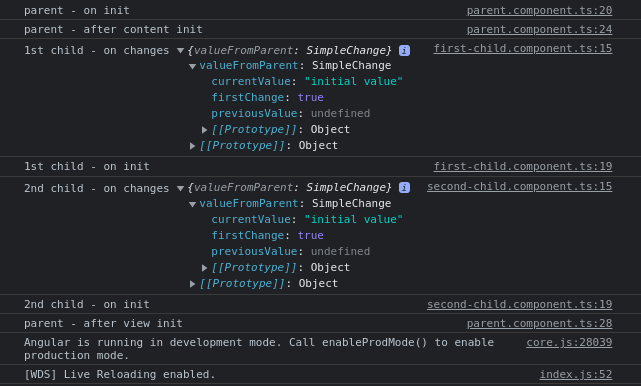 parent - on init parent.component.ts:20
parent - after content init parent.component.ts:24
1st child - on changes ▼{valueFromParent: SimpleChange} i first-child.component.ts:15
▼valueFromParent: SimpleChange
currentValue: "initial value"
firstChange: true
previousValue: undefined
▶[[Prototype]]: Object
▶[[Prototype]]: Object
1st child - on init first-child.component.ts:19
2nd child - on changes ▼{valueFromParent: SimpleChange} i second-child.component.ts:15
▼valueFromParent: SimpleChange
currentValue: "initial value"
firstChange: true
previousValue: undefined
▶[[Prototype]]: Object
▶[[Prototype]]: Object
2nd child - on init second-child.component.ts:19
parent - after view init parent.component.ts:28
Angular is running in development mode. Call enableProdMode() to enable core.js:28039
production mode.
[WDS] Live Reloading enabled. index.js:52